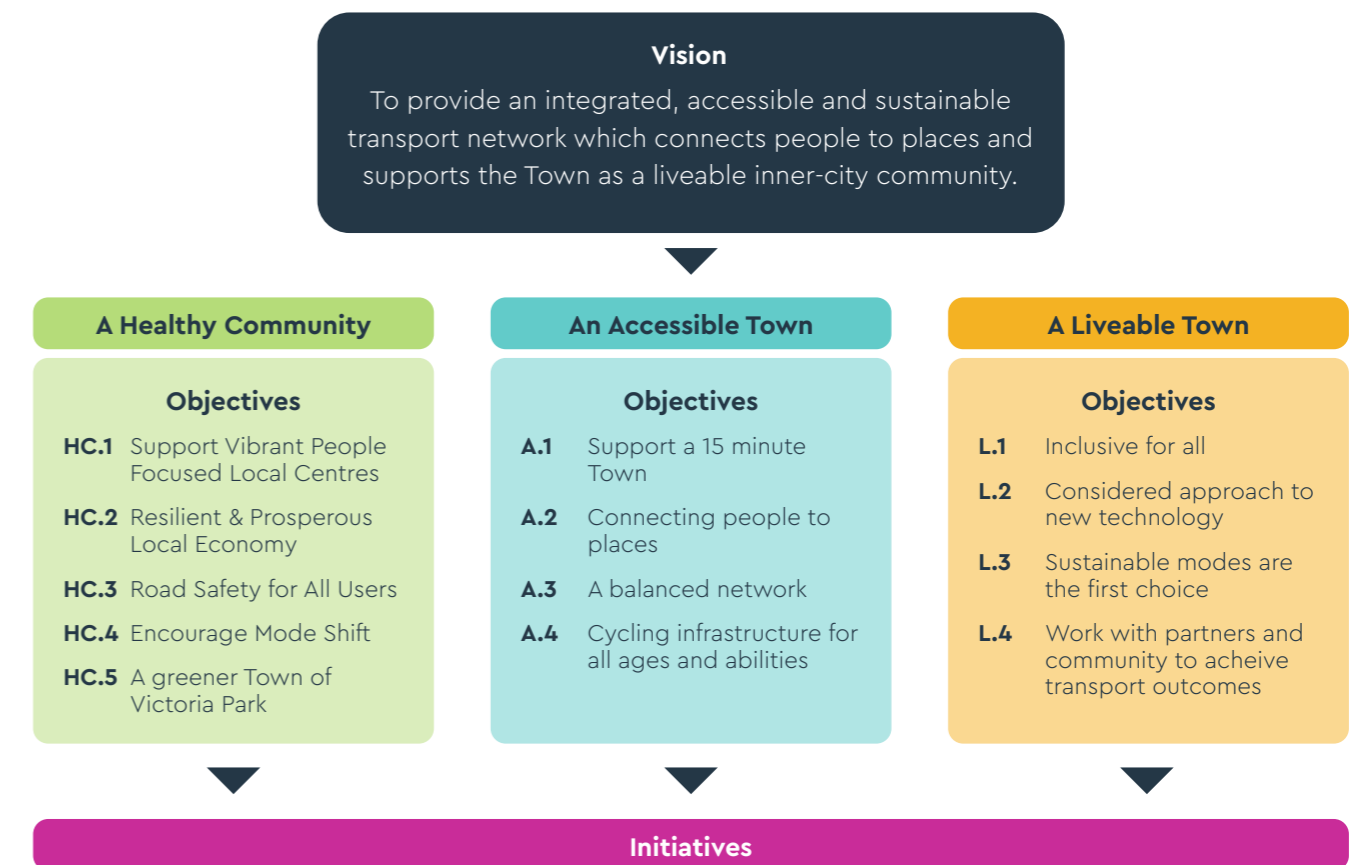 Vision
To provide an integrated, accessible and sustainable
transport network which connects people to places and
supports the Town as a liveable inner-city community.
A Healthy Community
Objectives
HC.1 Support Vibrant People
Focused Local Centres
HC.2 Resilient & Prosperous
Local Economy
HC.3 Road Safety for All Users
HC.4 Encourage Mode Shift
HC.5 A greener Town of
Victoria Park
An Accessible Town
Objectives
A.1 Support a 15 minute
Town
A.2 Connecting people to
places
A.3 A balanced network
A.4 Cycling infrastructure for
all ages and abilities
A Liveable Town
Objectives
L.1 Inclusive for all
L.2 Considered approach to
new technology
L.3 Sustainable modes are
the first choice
L.4 Work with partners and
community to acheive
transport outcomes
Initiatives